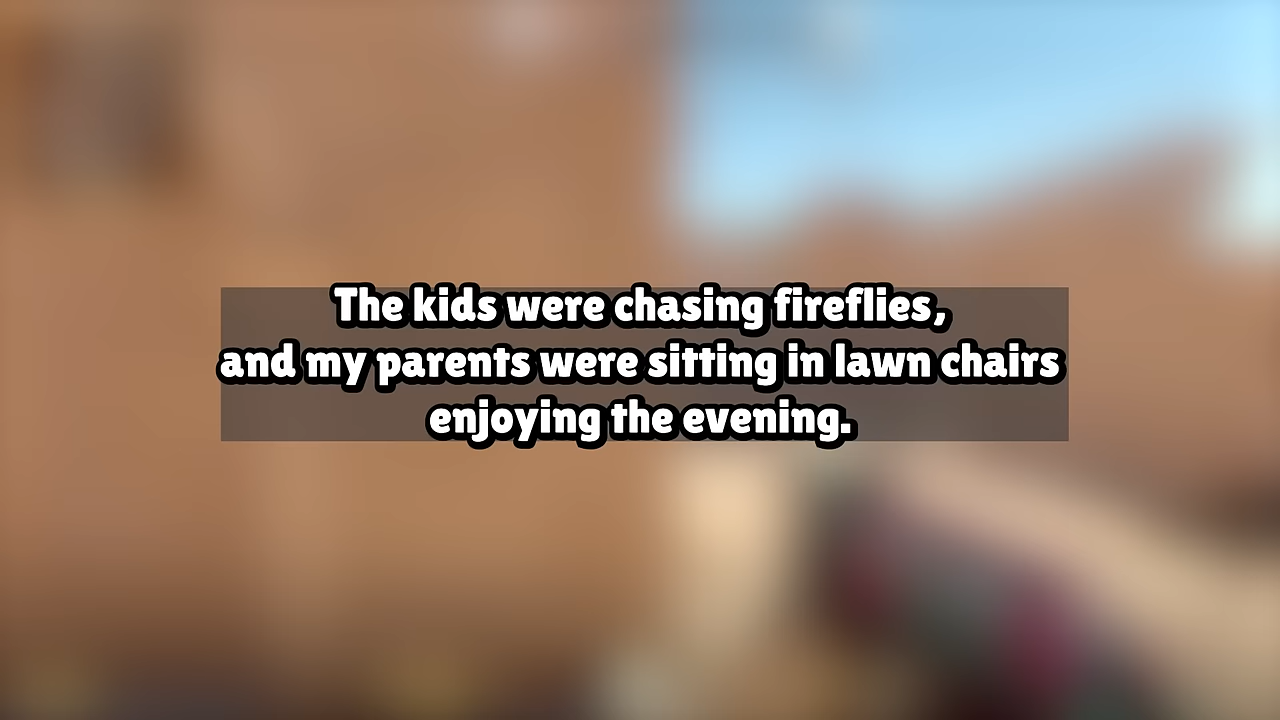 The kids were chasing fireflies,
and my parents were sitting in lawn chairs
enjoying the evening.